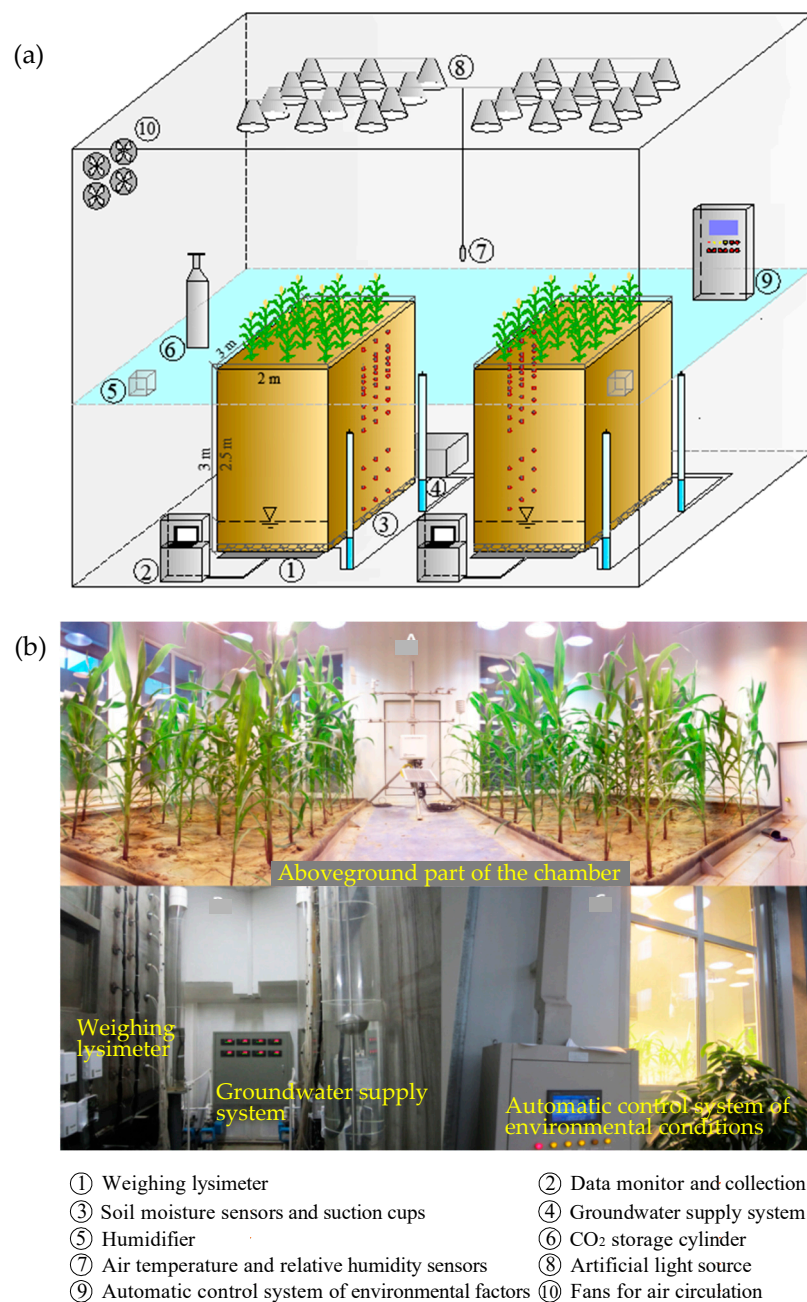 (a)
⑧
⑩
⑦
⑨
⑥
3 m
⑤
2 m
3 m
2.5 m
④
③
②
①
②
(b)
Aboveground part of the chamber
Weighing
lysimeter
Groundwater supply
system
Automatic control system of
environmental conditions
① Weighing lysimeter
② Data monitor and collection
③ Soil moisture sensors and suction cups
④ Groundwater supply system
⑤ Humidifier
⑥ CO₂ storage cylinder
⑦ Air temperature and relative humidity sensors
⑧ Artificial light source
⑨ Automatic control system of environmental factors
⑩ Fans for air circulation